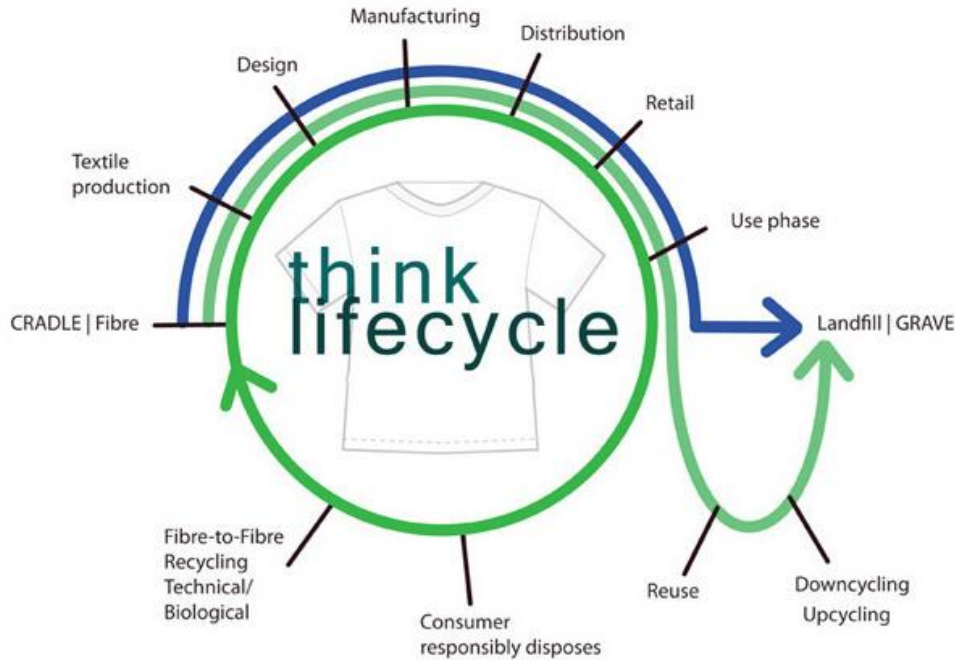 Manufacturing
Distribution
Design
Retail
Textile
production
Use phase
think
lifecycle
CRADLE | Fibre
Landfill | GRAVE
Fibre-to-Fibre
Recycling
Technical/
Biological
Consumer
responsibly disposes
Reuse
Downcycling
Upcycling